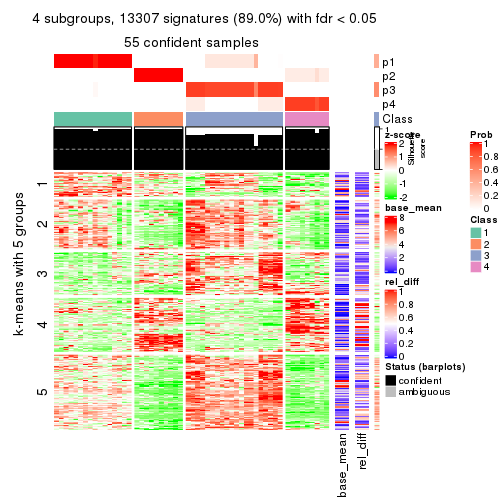 4 subgroups, 13307 signatures (89.0%) with fdr < 0.05
55 confident samples
p1
p2
p3
p4
Class
1
Silhouette
score
k-means with 5 groups
1
2
3
4
5
z-score
2
1
0
-1
-2
base_mean
8
6
4
2
0
rel_diff
1
0.8
0.6
0.4
0.2
0
Status (barplots)
confident
ambiguous
Prob
1
0.8
0.6
0.4
0.2
0
Class
1
2
3
4
base_mean
rel_diff